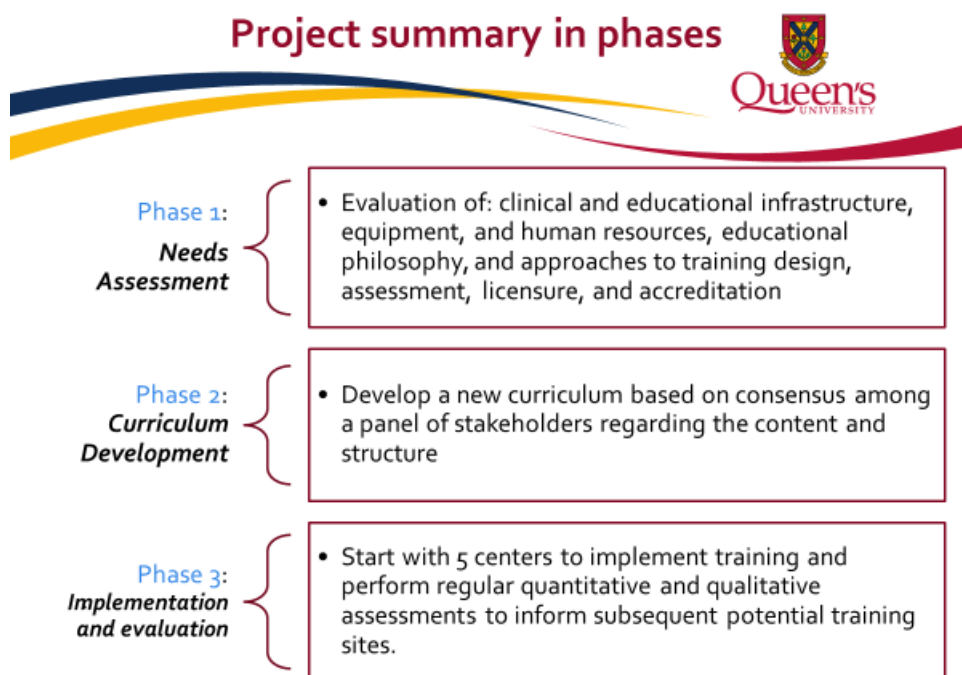 Project summary in phases
Queen's
UNIVERSITY
Phase 1:
Needs
Assessment
• Evaluation of: clinical and educational infrastructure,
equipment, and human resources, educational
philosophy, and approaches to training design,
assessment, licensure, and accreditation
Phase 2:
Curriculum
Development
• Develop a new curriculum based on consensus among
a panel of stakeholders regarding the content and
structure
Phase 3:
Implementation
and evaluation
• Start with 5 centers to implement training and
perform regular quantitative and qualitative
assessments to inform subsequent potential training
sites.